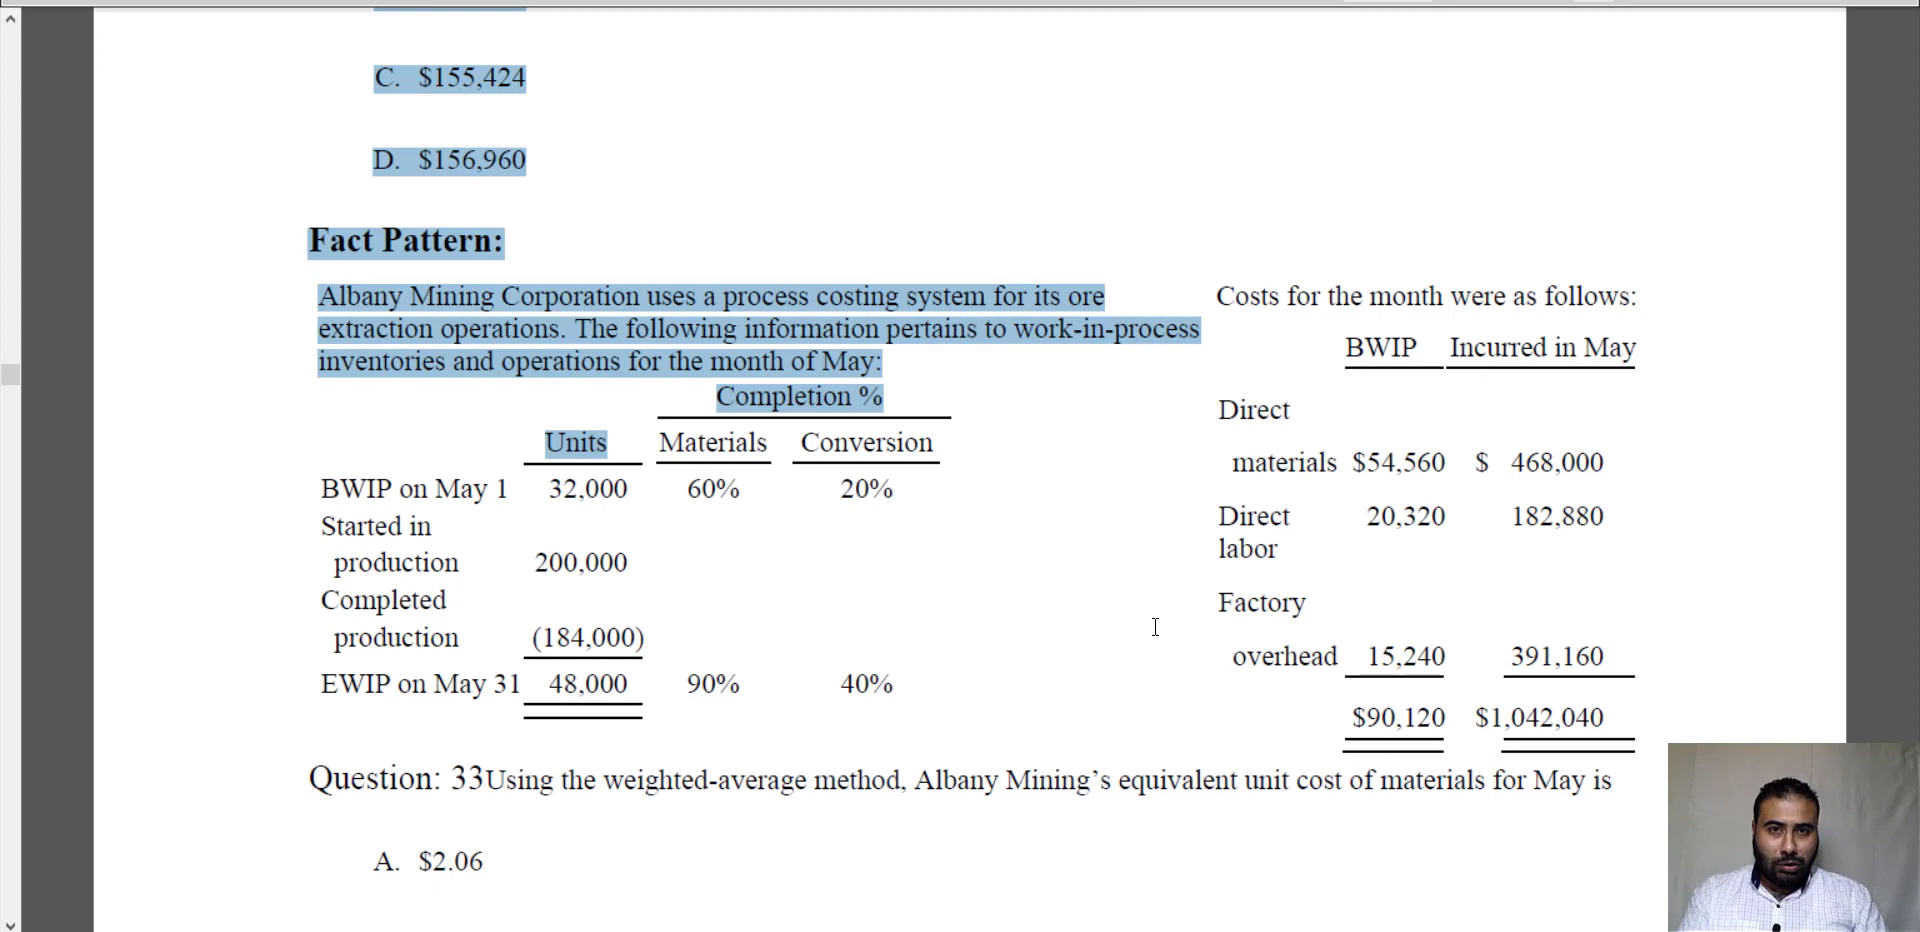 C. $155,424
D. $156,960
Fact Pattern:
Albany Mining Corporation uses a process costing system for its ore
extraction operations. The following information pertains to work-in-process
inventories and operations for the month of May:
Completion %
Units Materials Conversion
BWIP on May 1 32,000 60% 20%
Started in
production 200,000
Completed
production (184,000)
EWIP on May 31 48,000 90% 40%
Costs for the month were as follows:
BWIP Incurred in May
Direct
materials $54,560 $ 468,000
Direct 20,320 182,880
labor
Factory
overhead 15,240 391,160
$90,120 $1,042,040
Question: 33Using the weighted-average method, Albany Mining’s equivalent unit cost of materials for May is
A. $2.06